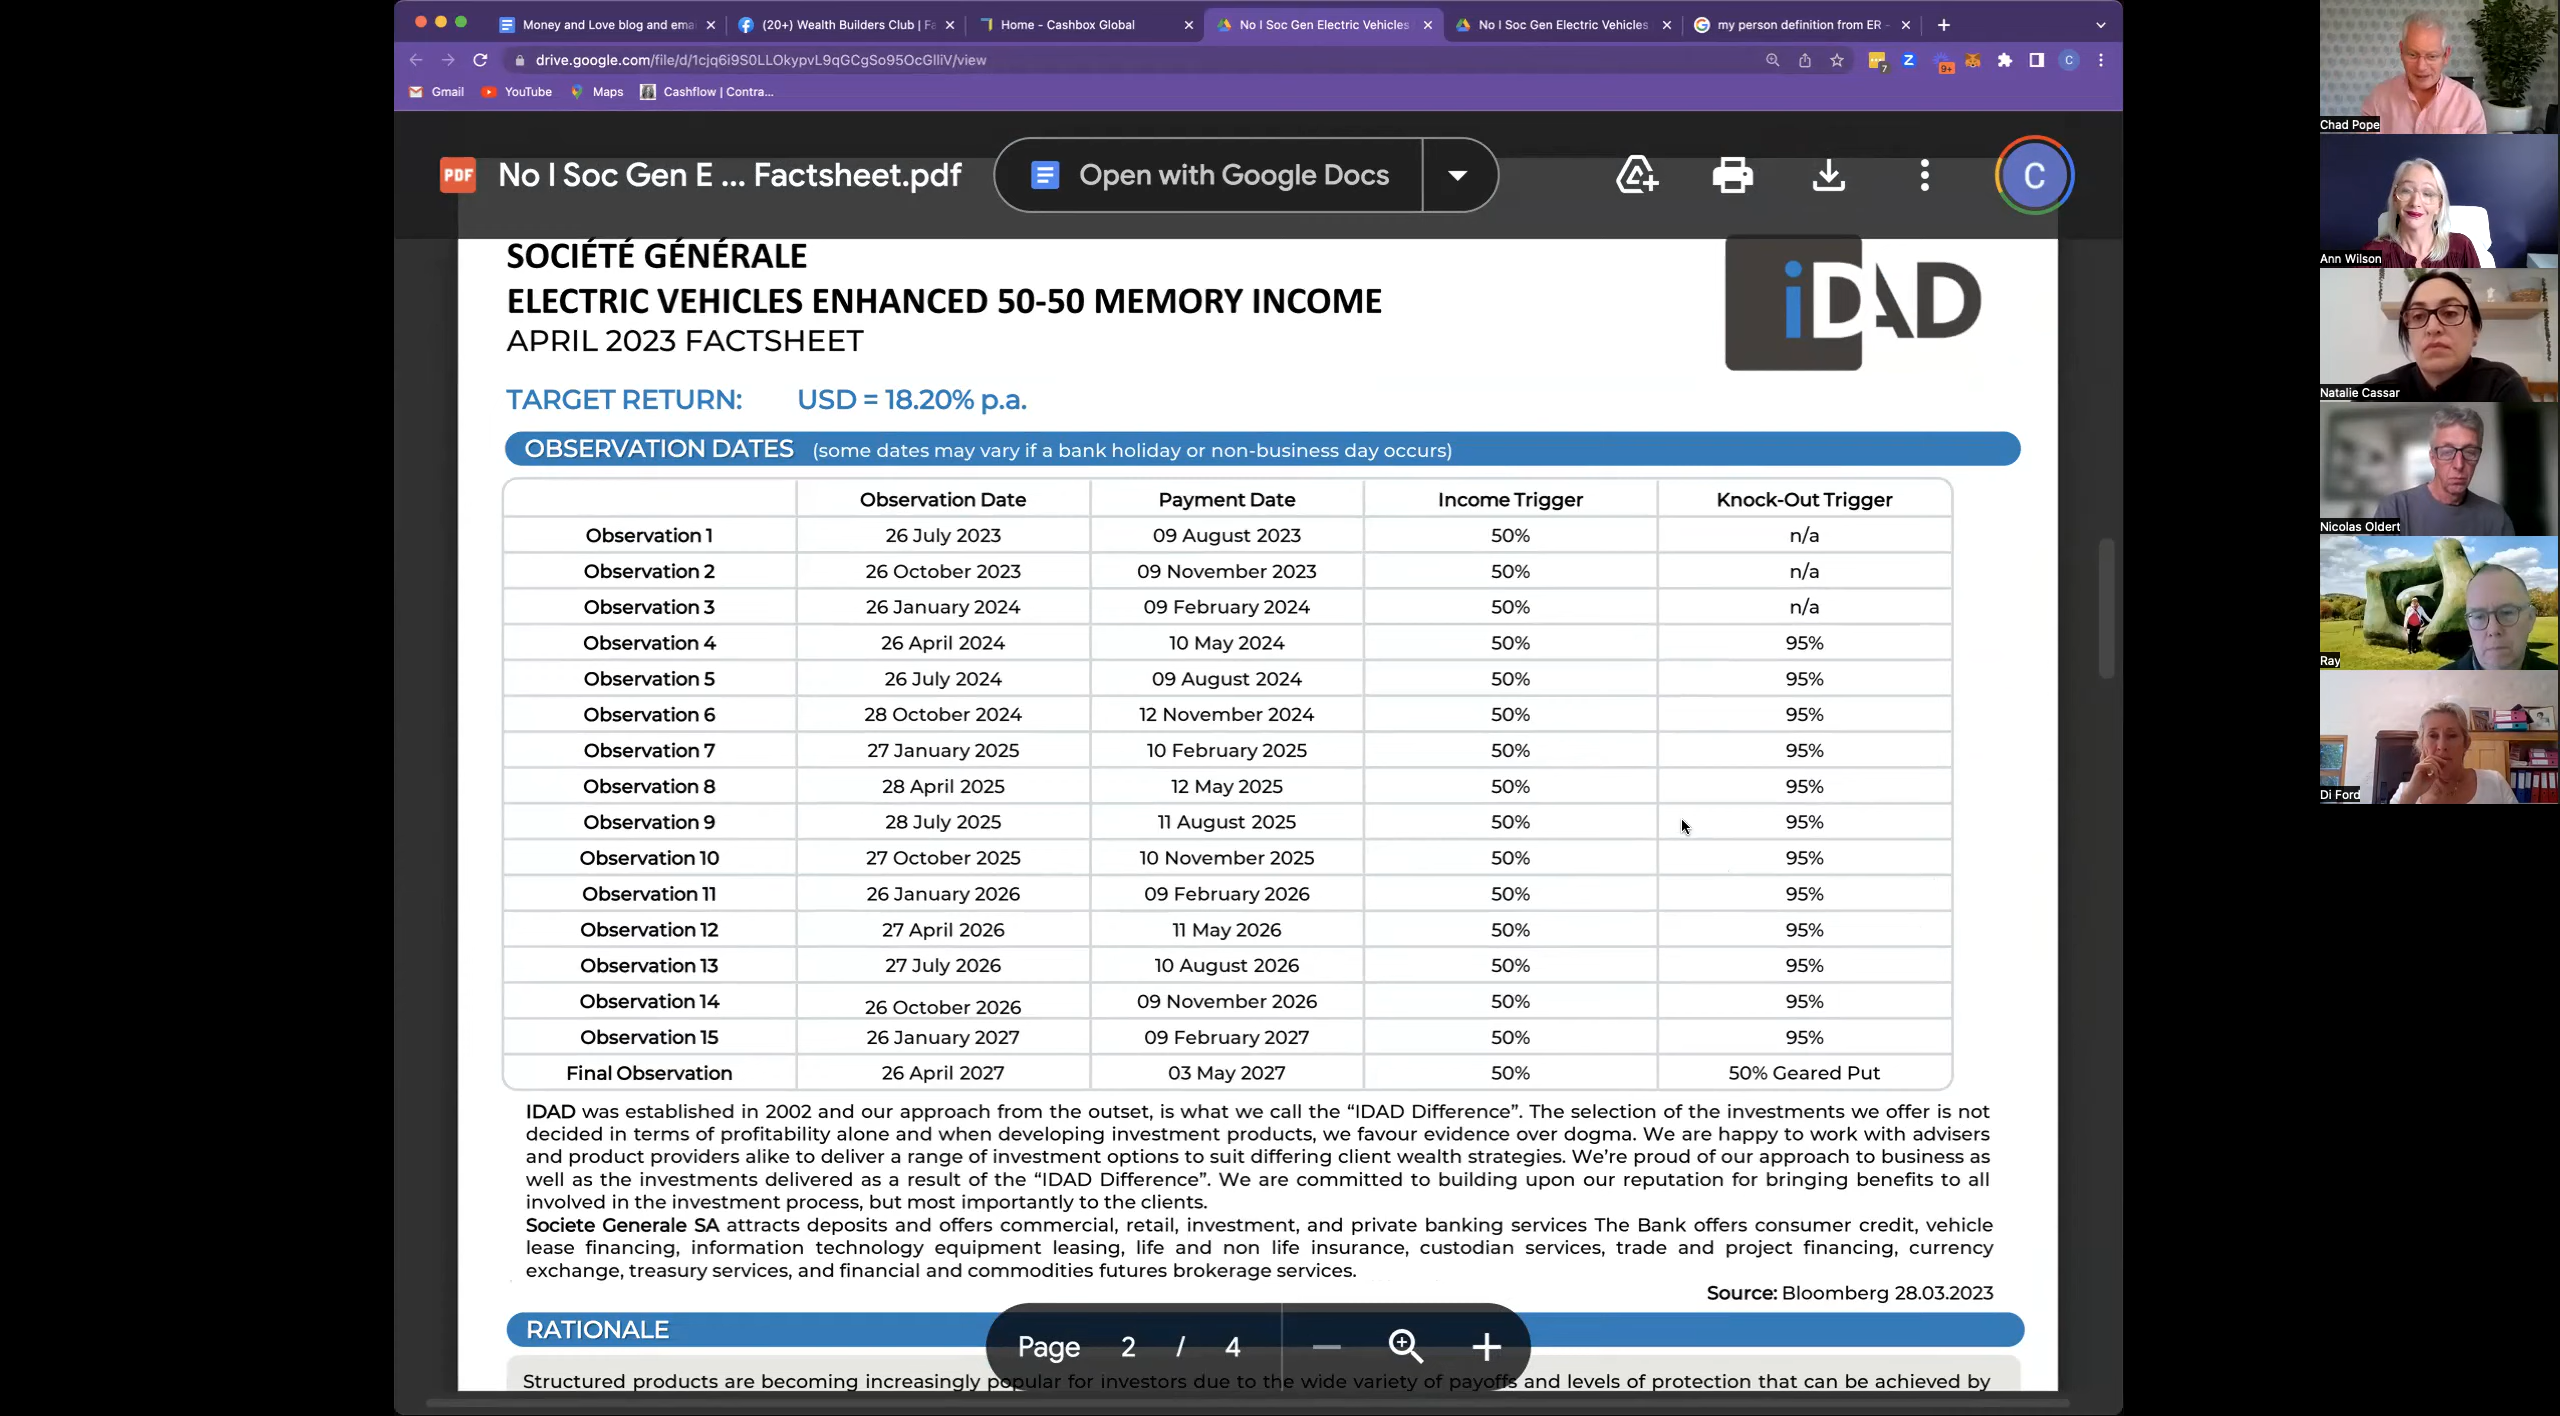 Money and Love blog and ema
(20+) Wealth Builders Club | Fa
Home - Cashbox Global
No I Soc Gen Electric Vehicles
No I Soc Gen Electric Vehicles
my person definition from ER -
drive.google.com/file/d/1cjq6i9S0LLOkypvL9qGCgSo95OcGlliV/view
7
Z
9+
C
Gmail
YouTube
Maps
Cashflow | Contra...
PDF
No I Soc Gen E ... Factsheet.pdf
Open with Google Docs
C
SOCIÉTÉ GÉNÉRALE
ELECTRIC VEHICLES ENHANCED 50-50 MEMORY INCOME
APRIL 2023 FACTSHEET
iDAD
TARGET RETURN: USD = 18.20% p.a.
OBSERVATION DATES (some dates may vary if a bank holiday or non-business day occurs)
Observation Date Payment Date Income Trigger Knock-Out Trigger
Observation 1 26 July 2023 09 August 2023 50% n/a
Observation 2 26 October 2023 09 November 2023 50% n/a
Observation 3 26 January 2024 09 February 2024 50% n/a
Observation 4 26 April 2024 10 May 2024 50% 95%
Observation 5 26 July 2024 09 August 2024 50% 95%
Observation 6 28 October 2024 12 November 2024 50% 95%
Observation 7 27 January 2025 10 February 2025 50% 95%
Observation 8 28 April 2025 12 May 2025 50% 95%
Observation 9 28 July 2025 11 August 2025 50% 95%
Observation 10 27 October 2025 10 November 2025 50% 95%
Observation 11 26 January 2026 09 February 2026 50% 95%
Observation 12 27 April 2026 11 May 2026 50% 95%
Observation 13 27 July 2026 10 August 2026 50% 95%
Observation 14 26 October 2026 09 November 2026 50% 95%
Observation 15 26 January 2027 09 February 2027 50% 95%
Final Observation 26 April 2027 03 May 2027 50% 50% Geared Put
IDAD was established in 2002 and our approach from the outset, is what we call the “IDAD Difference”. The selection of the investments we offer is not
decided in terms of profitability alone and when developing investment products, we favour evidence over dogma. We are happy to work with advisers
and product providers alike to deliver a range of investment options to suit differing client wealth strategies. We’re proud of our approach to business as
well as the investments delivered as a result of the “IDAD Difference”. We are committed to building upon our reputation for bringing benefits to all
involved in the investment process, but most importantly to the clients.
Societe Generale SA attracts deposits and offers commercial, retail, investment, and private banking services The Bank offers consumer credit, vehicle
lease financing, information technology equipment leasing, life and non life insurance, custodian services, trade and project financing, currency
exchange, treasury services, and financial and commodities futures brokerage services.
Source: Bloomberg 28.03.2023
RATIONALE
Page 2 / 4
Structured products are becoming increasingly popular for investors due to the wide variety of payoffs and levels of protection that can be achieved by
Chad Pope
Ann Wilson
Natalie Cassar
Nicolas Oldert
Ray
Di Ford